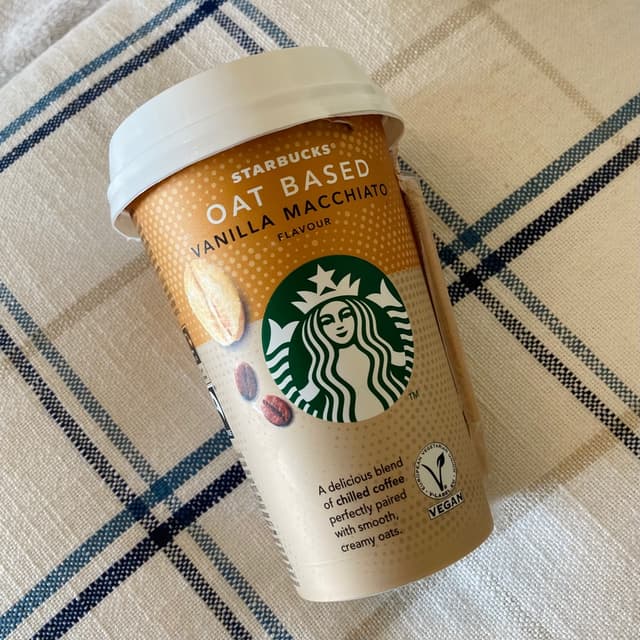 STARBUCKS®
OAT BASED
VANILLA MACCHIATO
FLAVOUR
TM
A delicious blend
of chilled coffee
perfectly paired
with smooth,
creamy oats.
V-LABEL
VEGAN